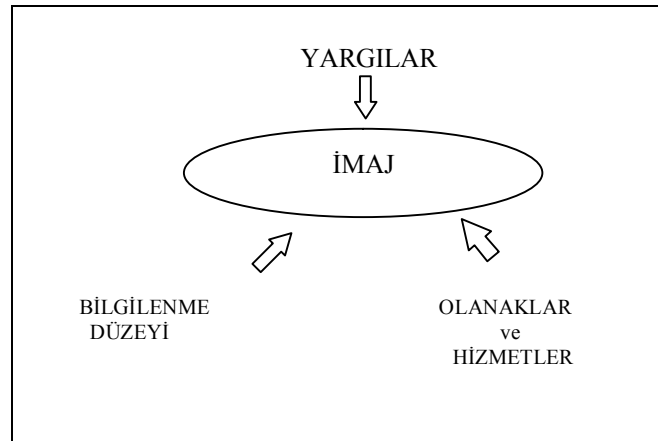 YARGILAR
İMAJ
BİLGİLENME
DÜZEYİ
OLANAKLAR
ve
HİZMETLER